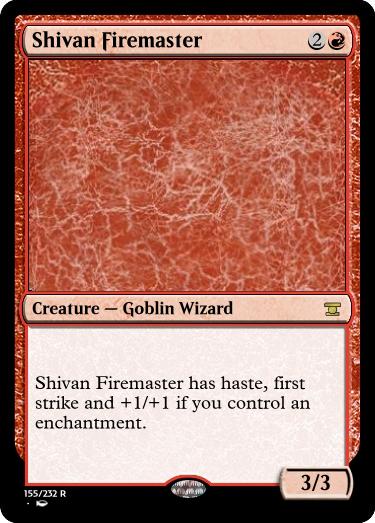 Shivan Firemaster 2
Creature — Goblin Wizard
Shivan Firemaster has haste, first
strike and +1/+1 if you control an
enchantment.
3/3
155/232 R